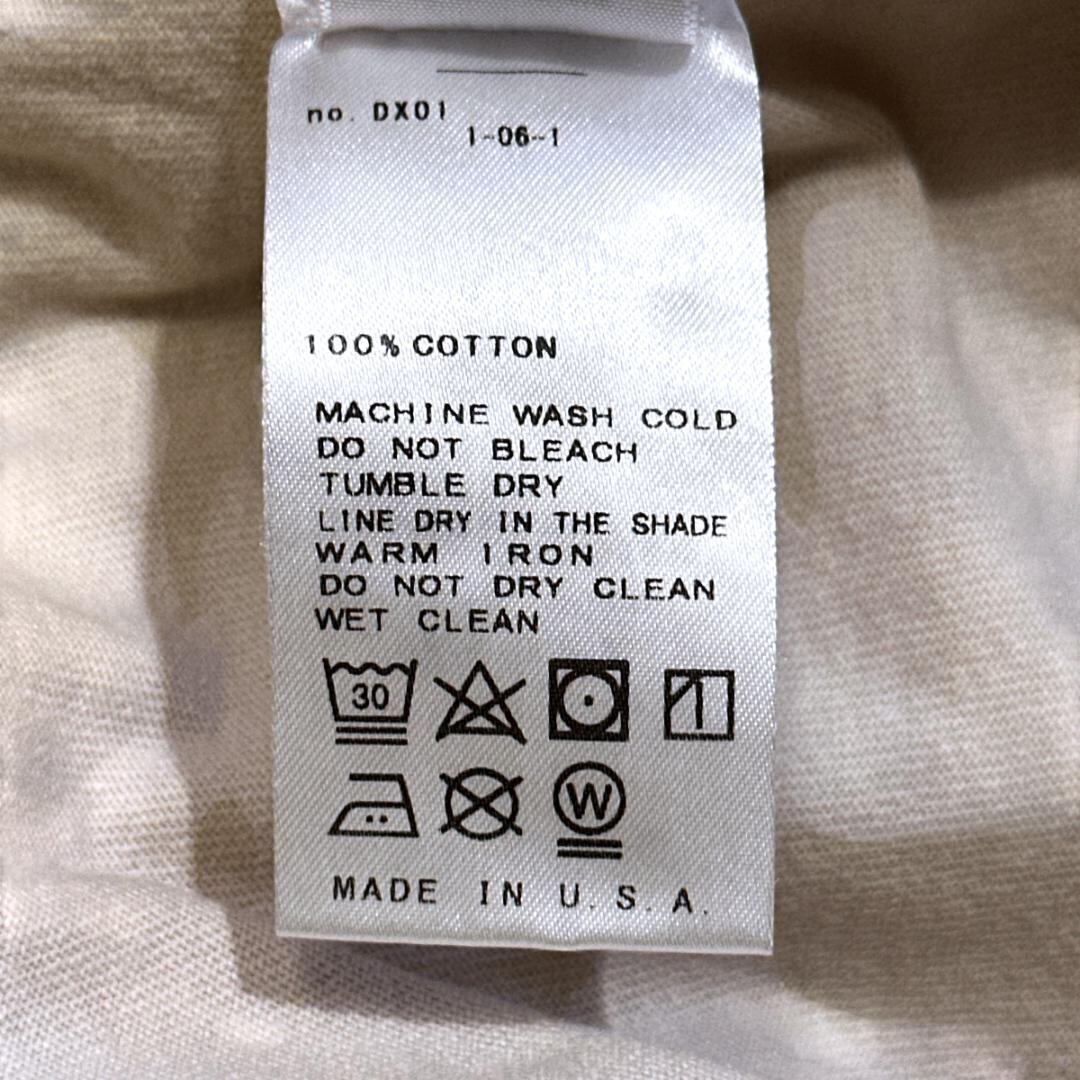 no. DX01
1-06-1
100% COTTON
MACHINE WASH COLD
DO NOT BLEACH
TUMBLE DRY
LINE DRY IN THE SHADE
WARM IRON
DO NOT DRY CLEAN
WET CLEAN
30
W
MADE IN U.S.A.